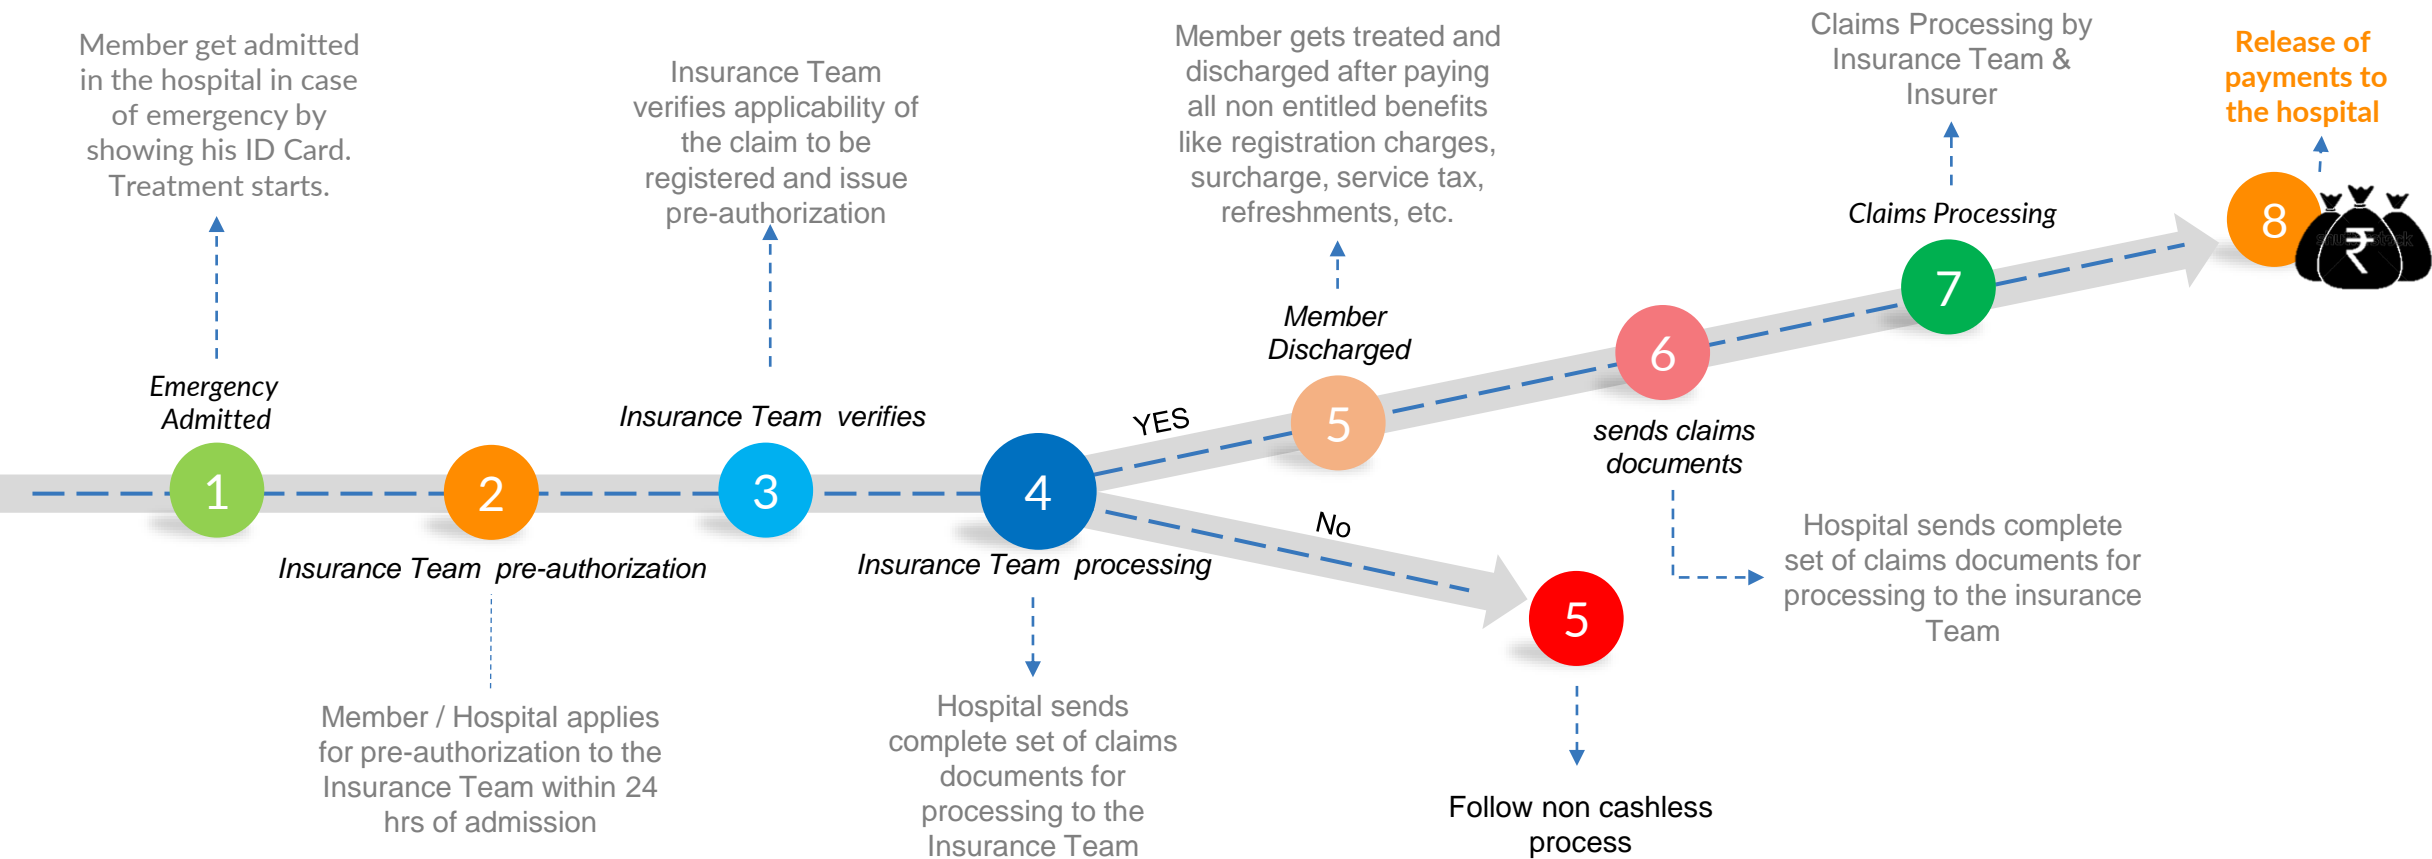 Member get admitted
in the hospital in case
of emergency by
showing his ID Card.
Treatment starts.
Emergency
Admitted
1
2
Insurance Team pre-authorization
Member / Hospital applies
for pre-authorization to the
Insurance Team within 24
hrs of admission
Insurance Team
verifies applicability of
the claim to be
registered and issue
pre-authorization
Insurance Team verifies
3
4
Insurance Team processing
Hospital sends
complete set of claims
documents for
processing to the
Insurance Team
YES
Member gets treated and
discharged after paying
all non entitled benefits
like registration charges,
surcharge, service tax,
refreshments, etc.
Member
Discharged
5
No
5
Follow non cashless
process
6
sends claims
documents
Hospital sends complete
set of claims documents for
processing to the insurance
Team
Claims Processing by
Insurance Team &
Insurer
Claims Processing
7
Release of
payments to
the hospital
8
₹